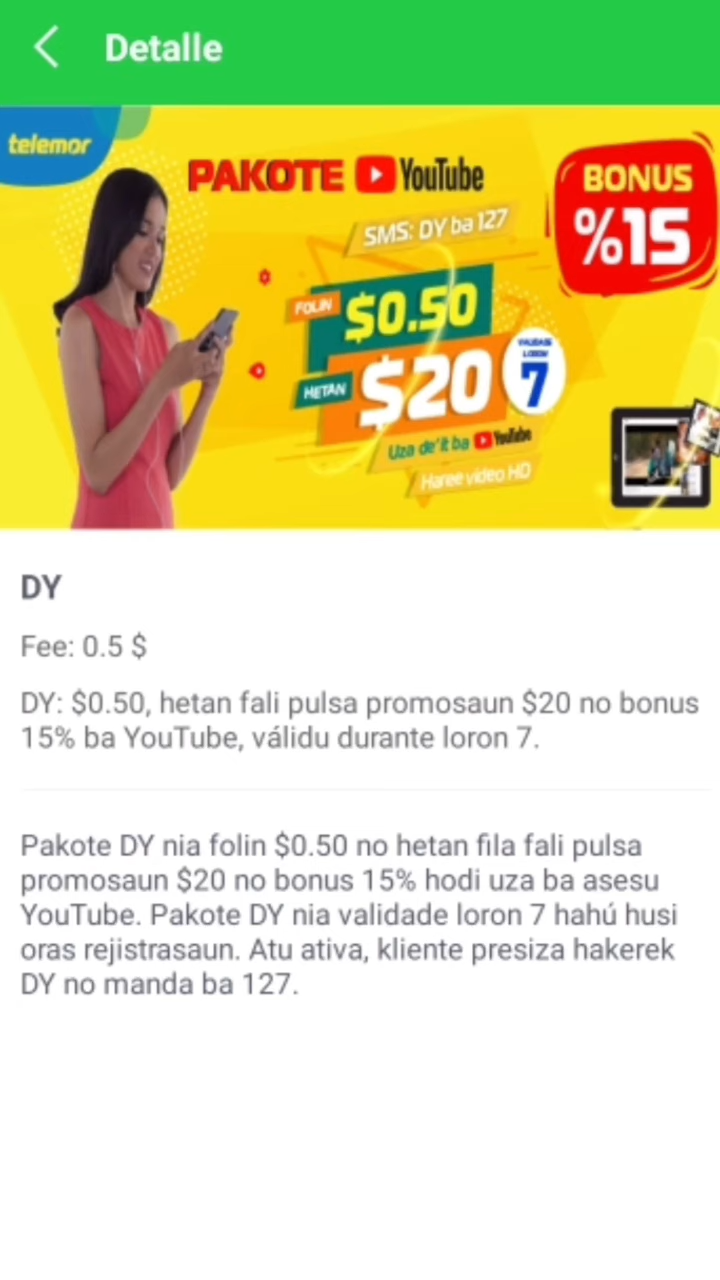 Detalle
telemor
PAKOTE YouTube
BONUS
%15
SMS: DY ba 127
FOLIN $0.50
HETAN $20
VALIDADE
LORON
7
Uza de'it ba YouTube
Haree video HD
DY
Fee: 0.5 $
DY: $0.50, hetan fali pulsa promosaun $20 no bonus
15% ba YouTube, válidu durante loron 7.
Pakote DY nia folin $0.50 no hetan fila fali pulsa
promosaun $20 no bonus 15% hodi uza ba asesu
YouTube. Pakote DY nia validade loron 7 hahú husi
oras rejistrasaun. Atu ativa, kliente presiza hakerek
DY no manda ba 127.